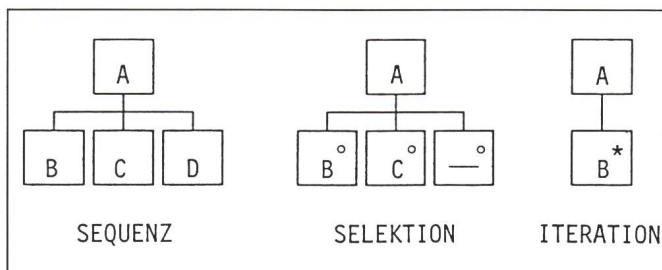 A A A
B C D B° C° —° B*
SEQUENZ SELEKTION ITERATION